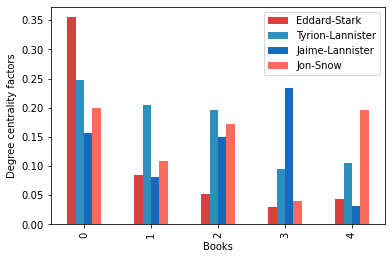 0.35
0.30
0.25
0.20
0.15
0.10
0.05
0.00
Degree centrality factors
Eddard-Stark
Tyrion-Lannister
Jaime-Lannister
Jon-Snow
0
1
2
3
4
Books